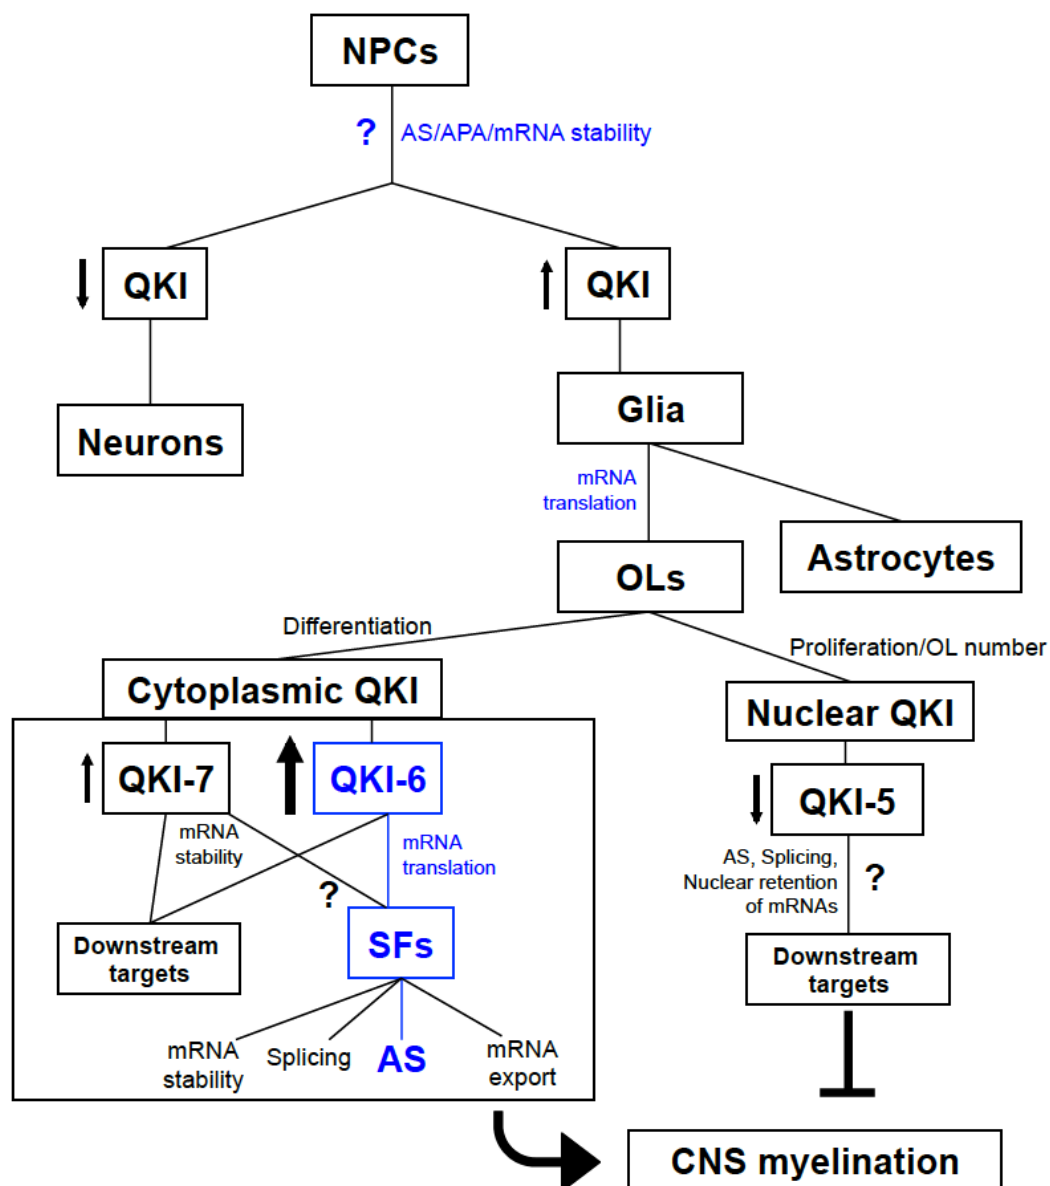 NPCs
?
AS/APA/mRNA stability
QKI
QKI
Glia
Neurons
mRNA
translation
Astrocytes
OLs
Differentiation
Proliferation/OL number
Cytoplasmic QKI
Nuclear QKI
QKI-7
QKI-6
QKI-5
mRNA
stability
mRNA
translation
AS, Splicing,
Nuclear retention
of mRNAs
?
?
SFs
Downstream
targets
Downstream
targets
mRNA
stability
Splicing
AS
mRNA
export
CNS myelination